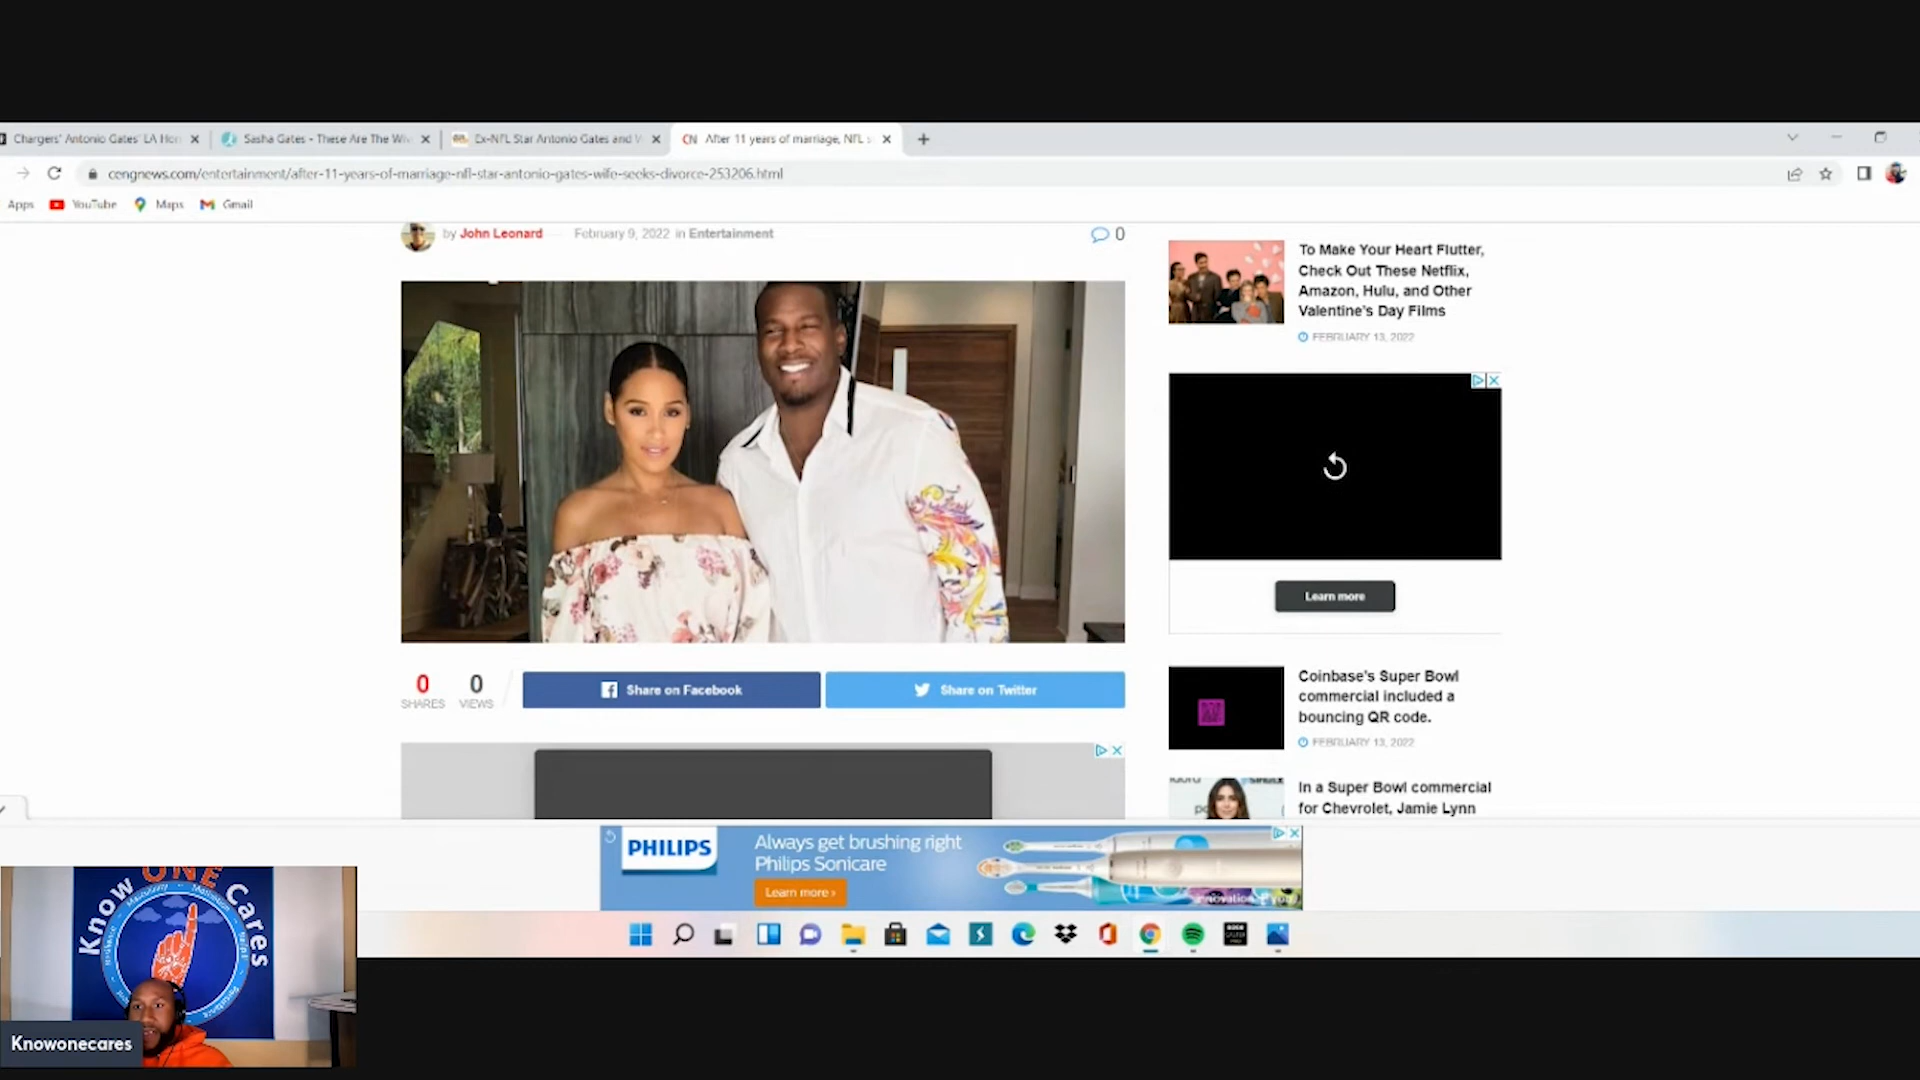 Chargers' Antonio Gates' LA Hon
Sasha Gates - These Are The Wiv
Ex-NFL Star Antonio Gates and V
CN After 11 years of marriage, NFL s
cengnews.com/entertainment/after-11-years-of-marriage-nfl-star-antonio-gates-wife-seeks-divorce-253206.html
Apps YouTube Maps Gmail
by John Leonard February 9, 2022 in Entertainment
0
To Make Your Heart Flutter,
Check Out These Netflix,
Amazon, Hulu, and Other
Valentine's Day Films
FEBRUARY 13, 2022
Learn more
0 SHARES
0 VIEWS
Share on Facebook
Share on Twitter
Coinbase's Super Bowl
commercial included a
bouncing QR code.
FEBRUARY 13, 2022
In a Super Bowl commercial
for Chevrolet, Jamie Lynn
PHILIPS
Always get brushing right
Philips Sonicare
Learn more ›
Know ONE Cares
Knowonecares